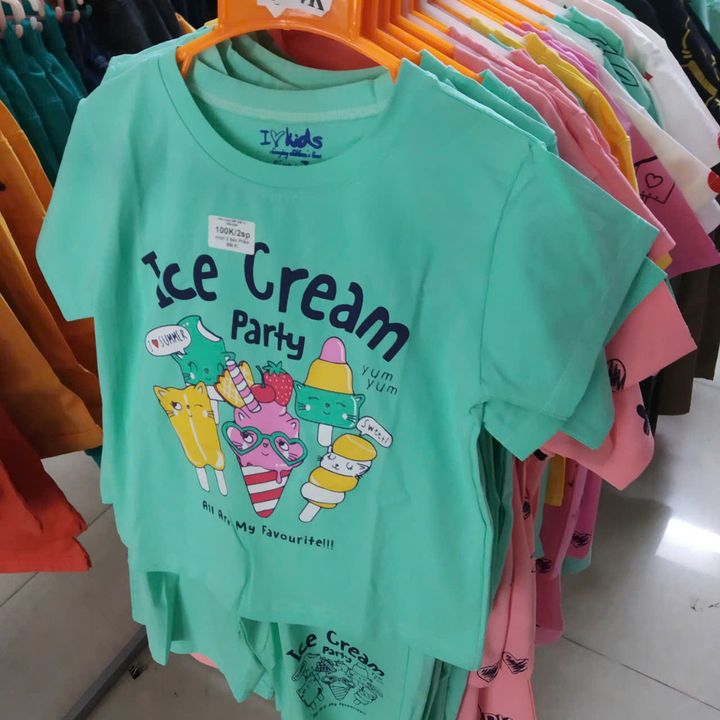 I ♥ kids
100K/2sp
Ice Cream
Party
I ♥ SUMMER
yum
yum
Sweet!
All Are My Favourite!!!
Ice Cream
PARTY